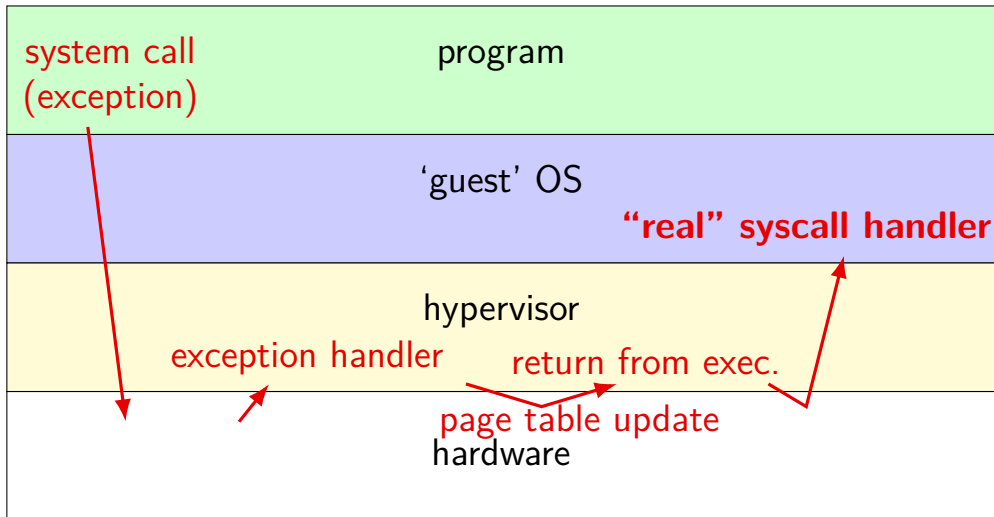 system call
(exception)
program
‘guest’ OS
“real” syscall handler
hypervisor
exception handler
return from exec.
page table update
hardware